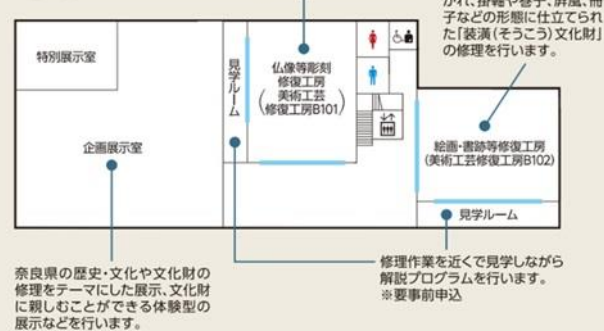 かれ、掛軸や巻子、屏風、冊
子などの形態に仕立てられ
た「装潢(そうこう)文化財」
の修理を行います。
特別展示室
見学ルーム
仏像等彫刻
修復工房
(美術工芸
修復工房B101)
企画展示室
絵画・書跡等修復工房
(美術工芸修復工房B102)
見学ルーム
修理作業を近くで見学しながら
解説プログラムを行います。
※要事前申込
奈良県の歴史・文化や文化財の
修理をテーマにした展示、文化財
に親しむことができる体験型の
展示などを行います。